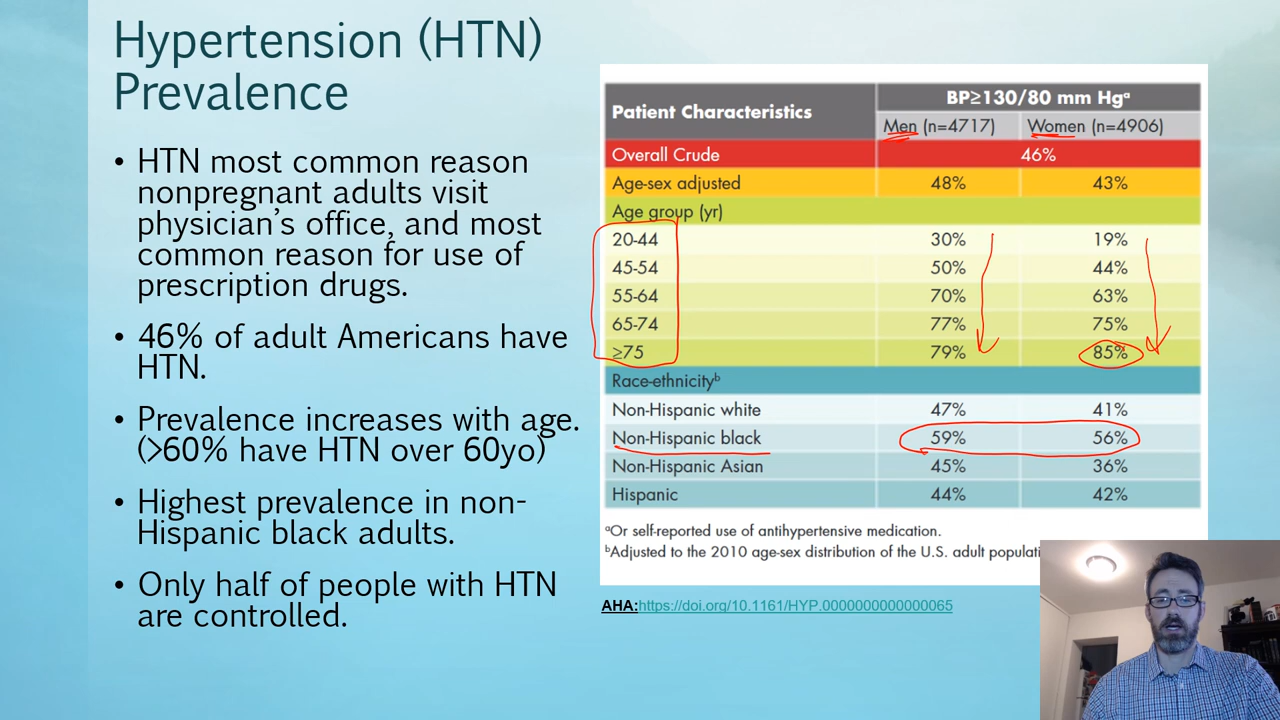 Hypertension (HTN)
Prevalence
• HTN most common reason
nonpregnant adults visit
physician's office, and most
common reason for use of
prescription drugs.
• 46% of adult Americans have
HTN.
• Prevalence increases with age.
(>60% have HTN over 60yo)
• Highest prevalence in non-
Hispanic black adults.
• Only half of people with HTN
are controlled.
Patient Characteristics
BP≥130/80 mm Hgᵃ
Men (n=4717) Women (n=4906)
Overall Crude 46%
Age-sex adjusted 48% 43%
Age group (yr)
20-44 30% 19%
45-54 50% 44%
55-64 70% 63%
65-74 77% 75%
≥75 79% 85%
Race-ethnicityᵇ
Non-Hispanic white 47% 41%
Non-Hispanic black 59% 56%
Non-Hispanic Asian 45% 36%
Hispanic 44% 42%
ᵃOr self-reported use of antihypertensive medication.
ᵇAdjusted to the 2010 age-sex distribution of the U.S. adult
AHA:https://doi.org/10.1161/HYP.0000000000000065